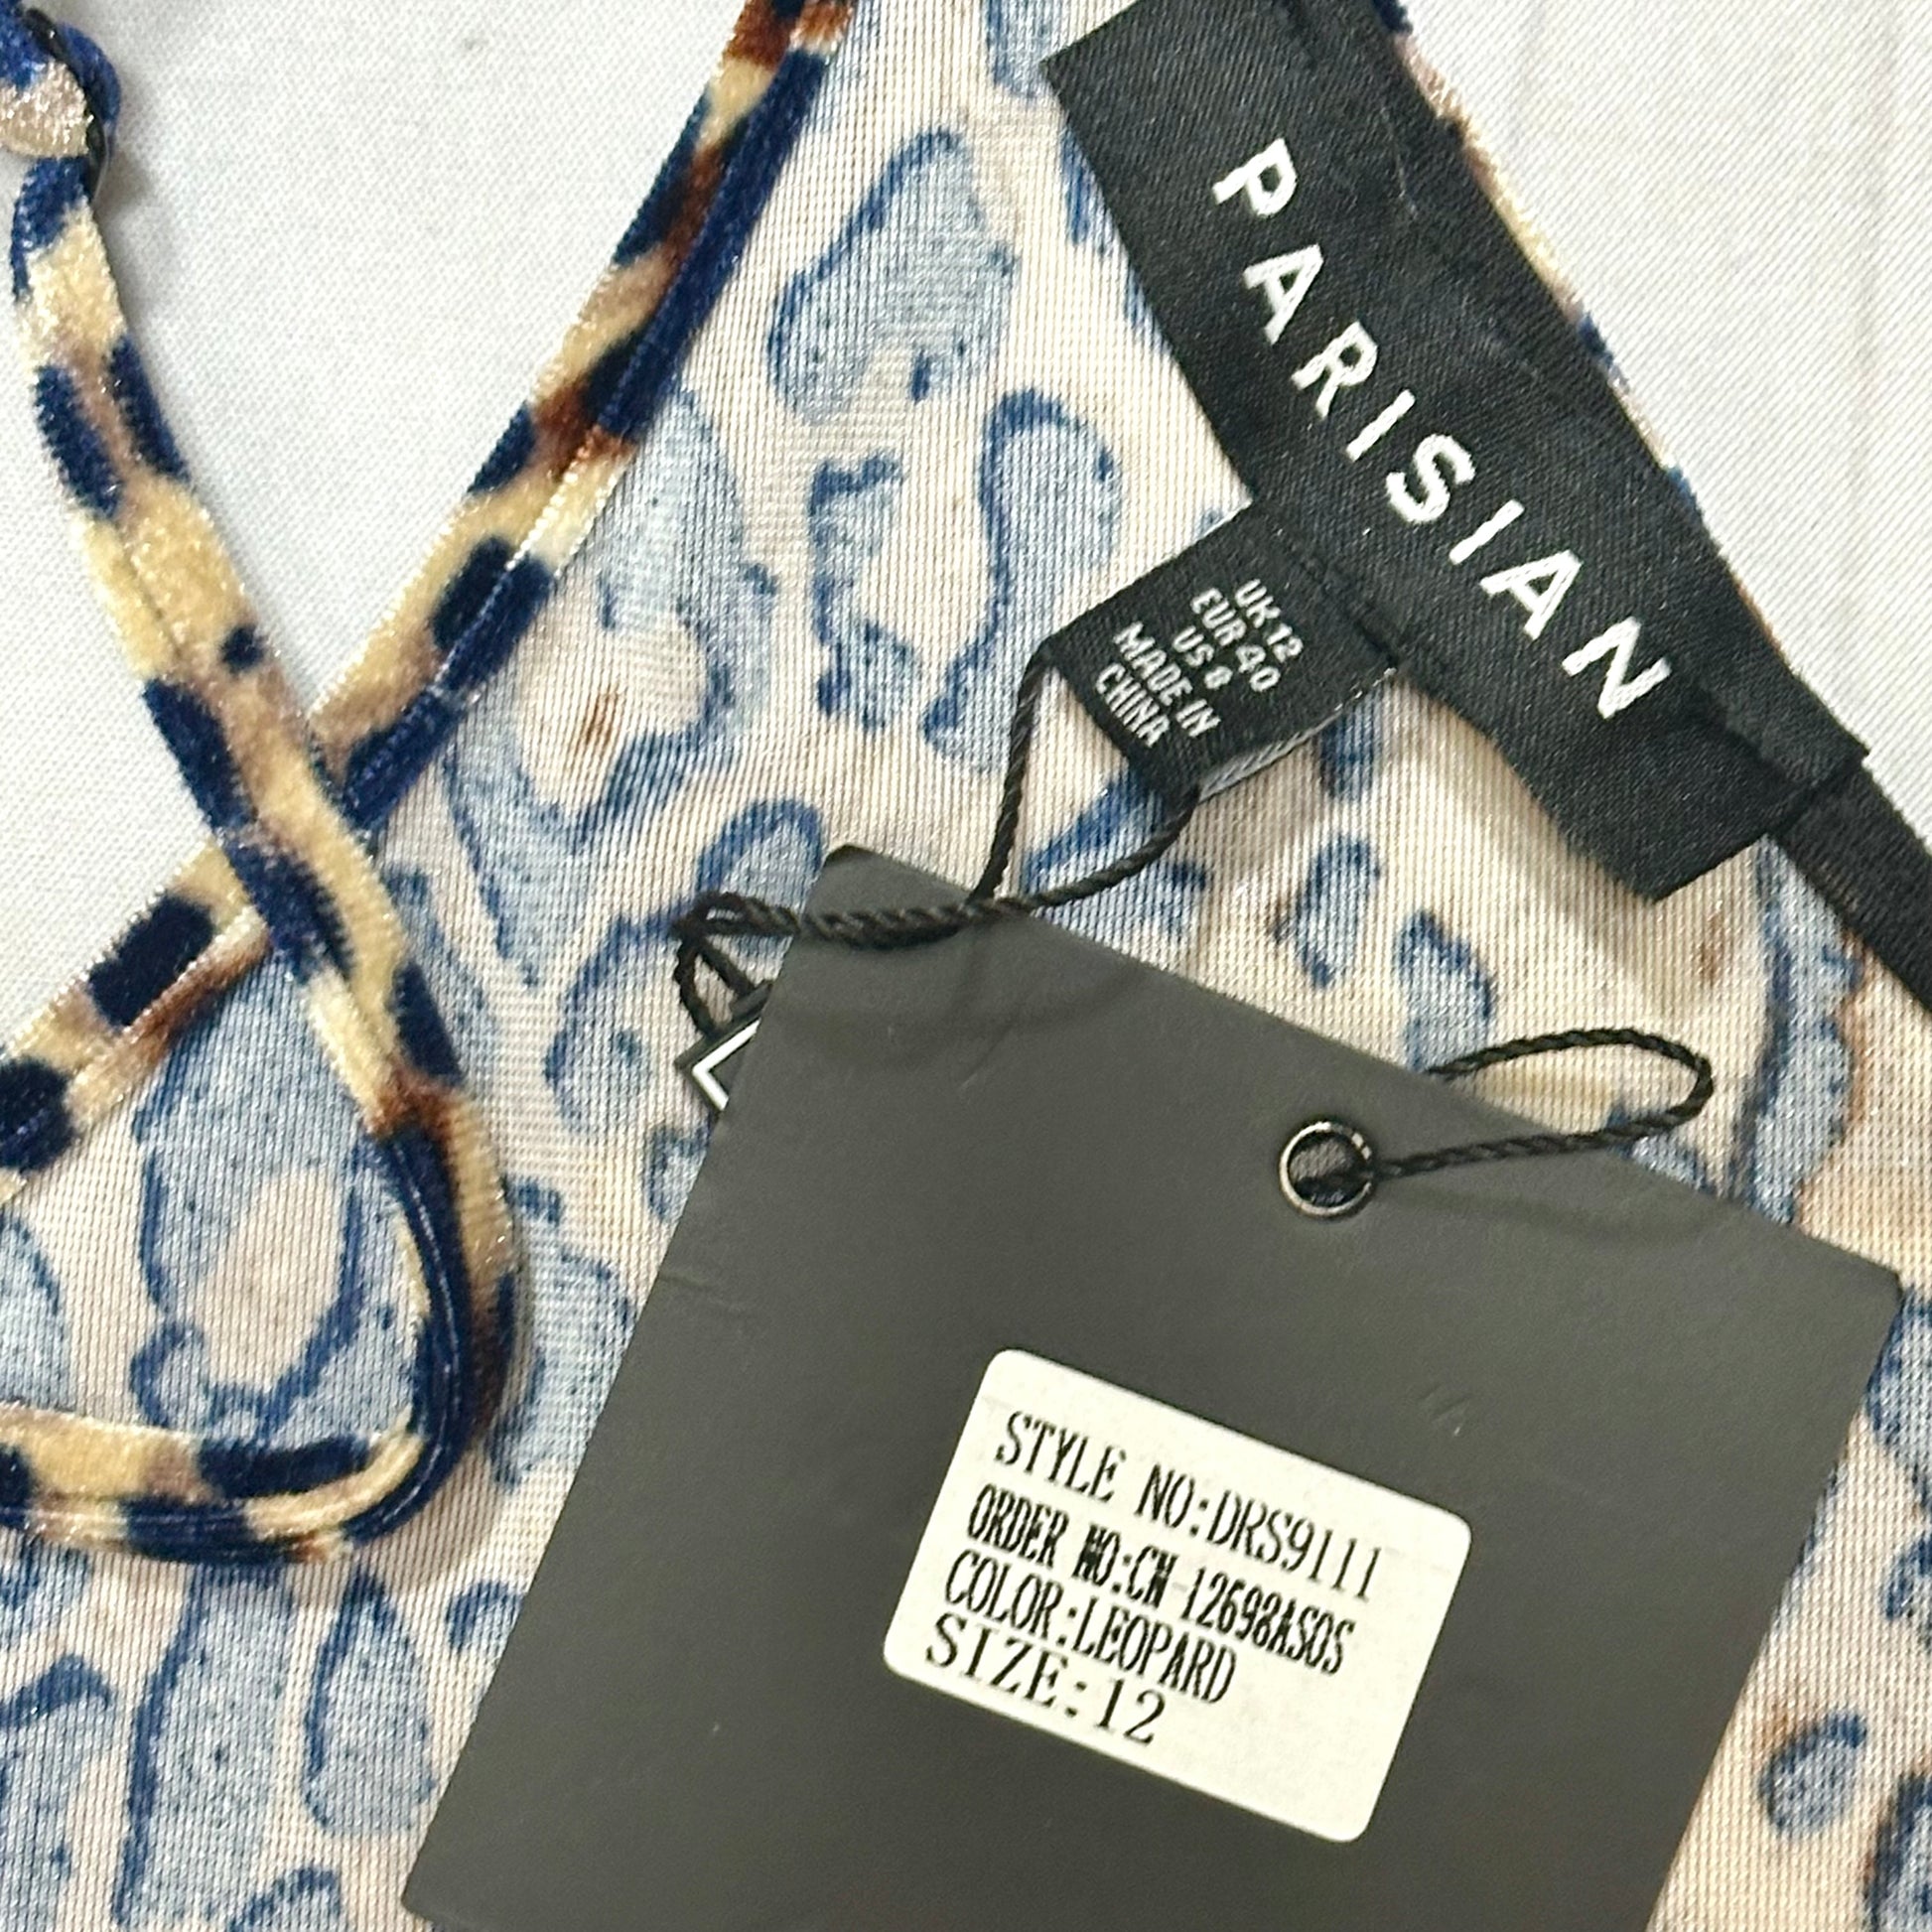 PARISIAN
UK 12
EUR 40
US 8
MADE IN
CHINA
STYLE NO:DRS9111
ORDER NO:CN-12698ASOS
COLOR:LEOPARD
SIZE:12